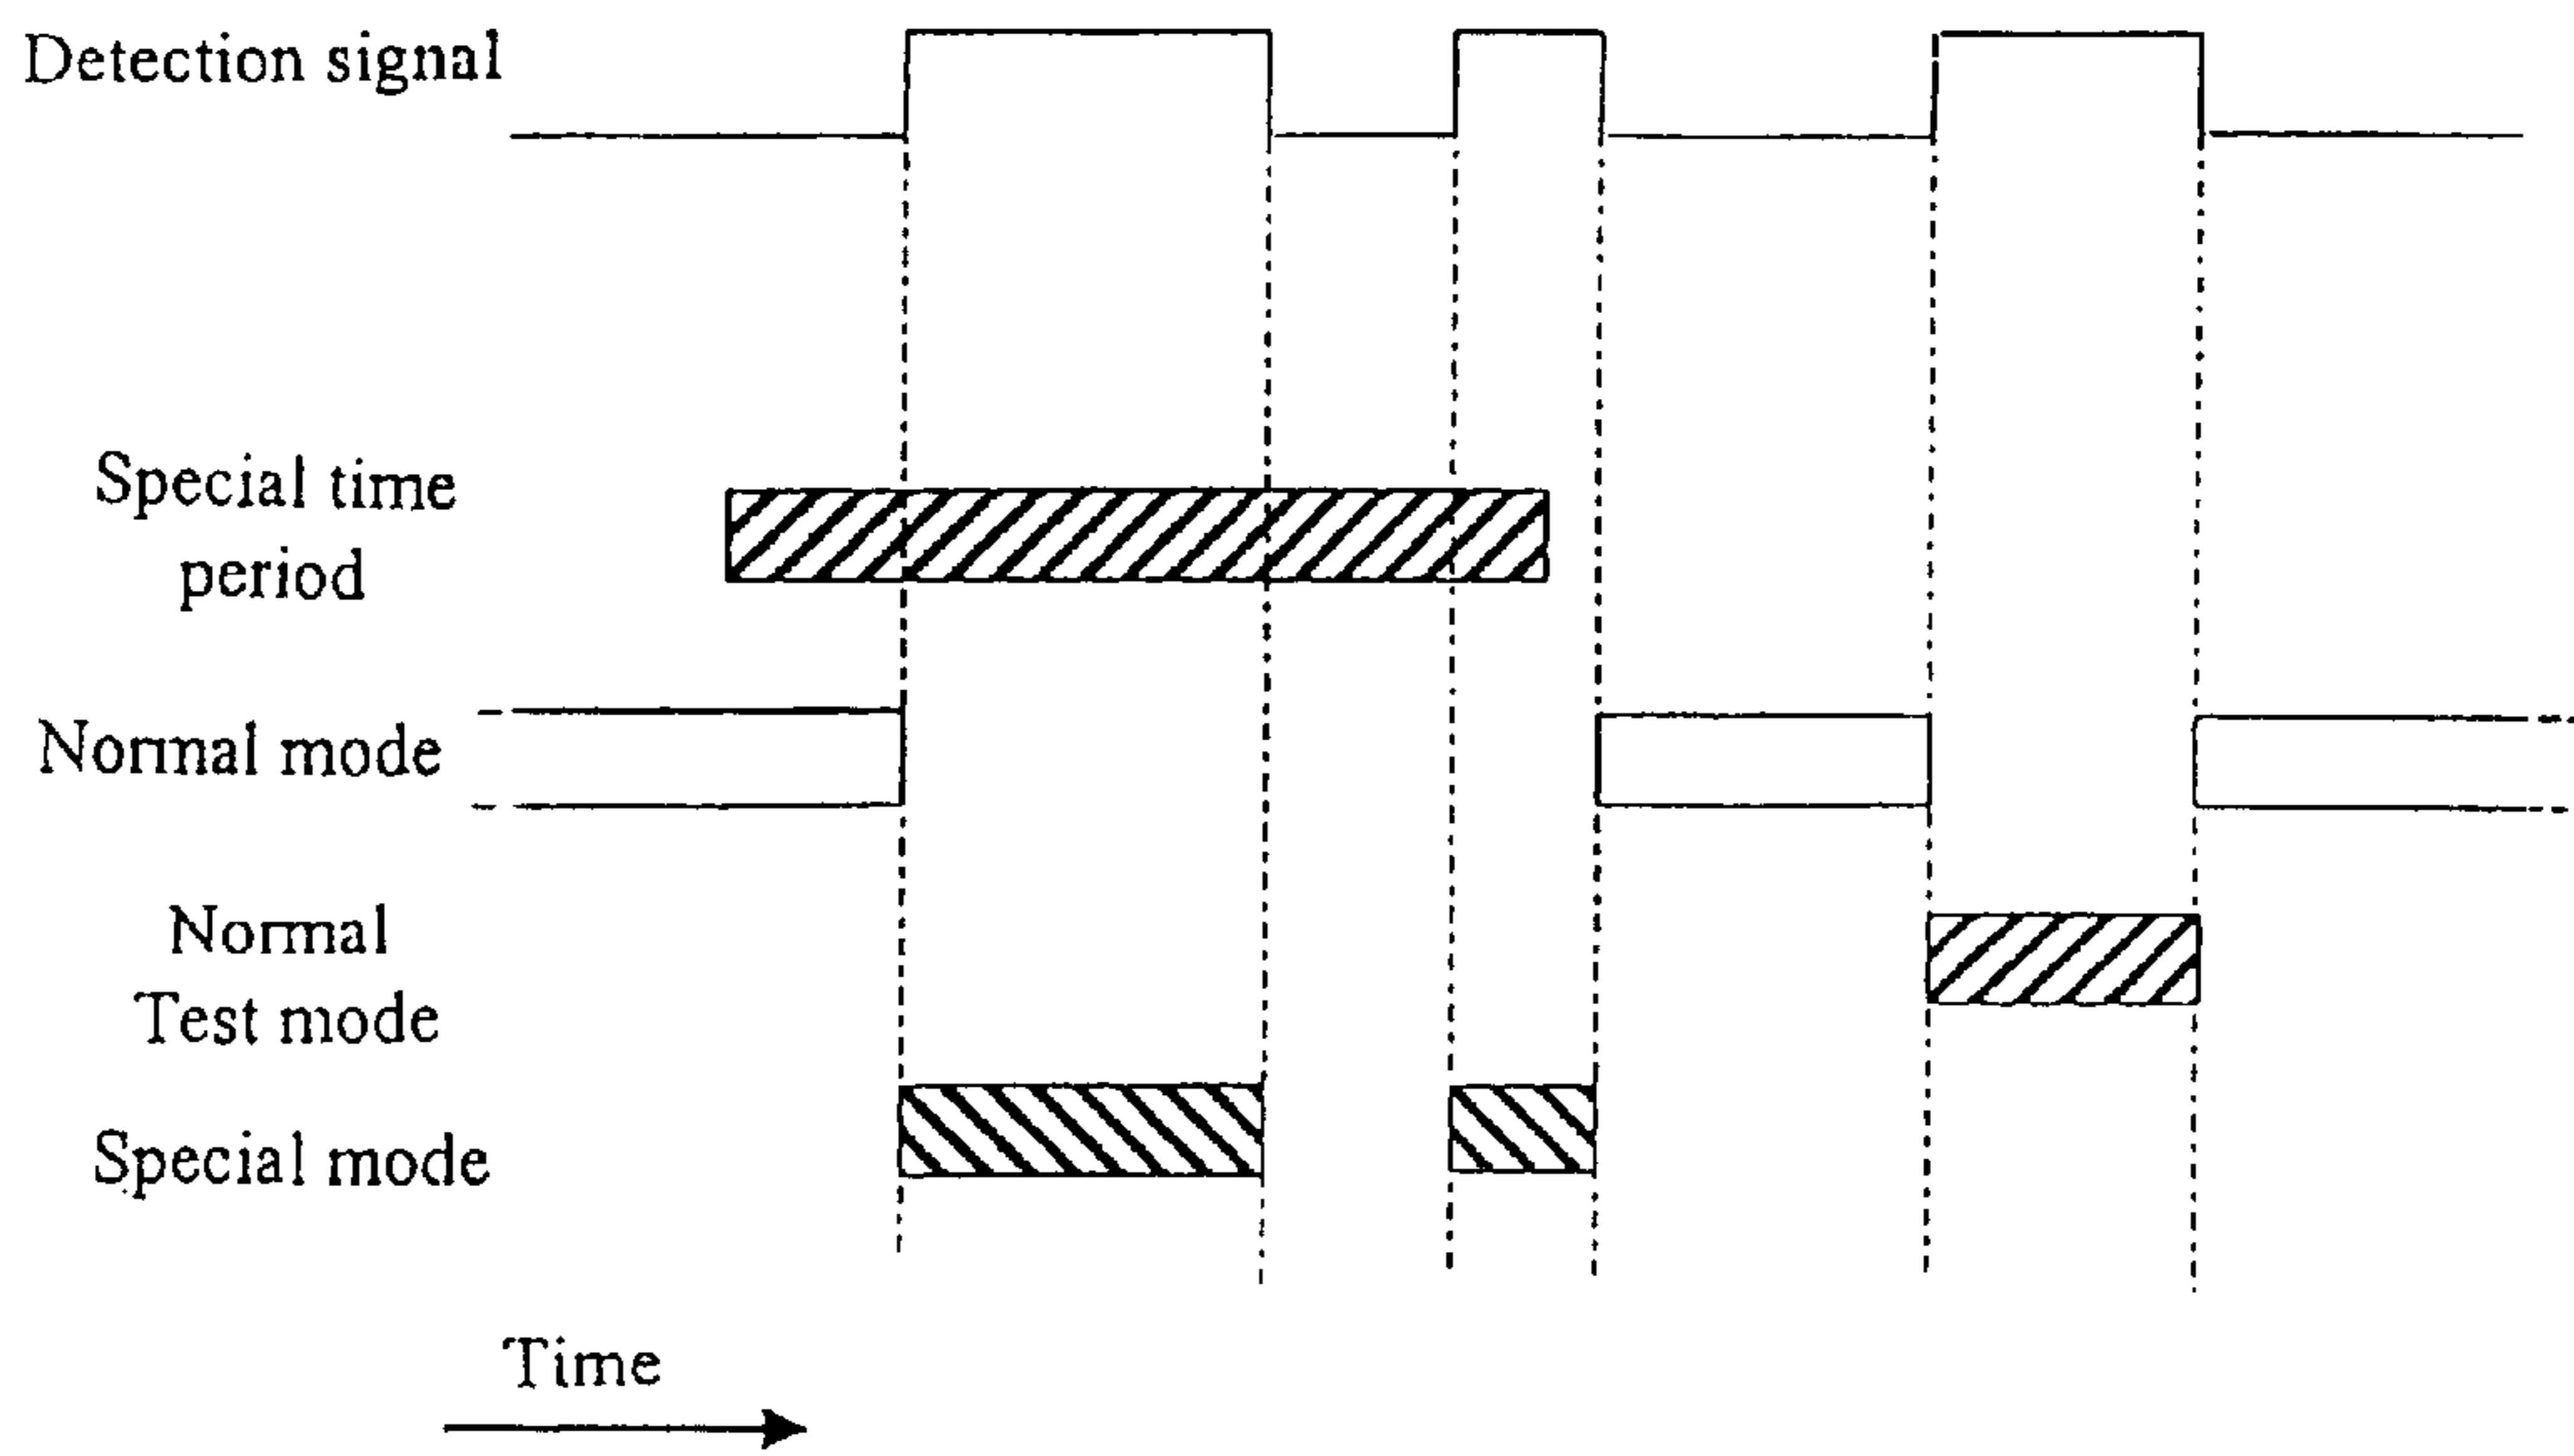 Detection signal
Special time
period
Normal mode
Normal
Test mode
Special mode
Time